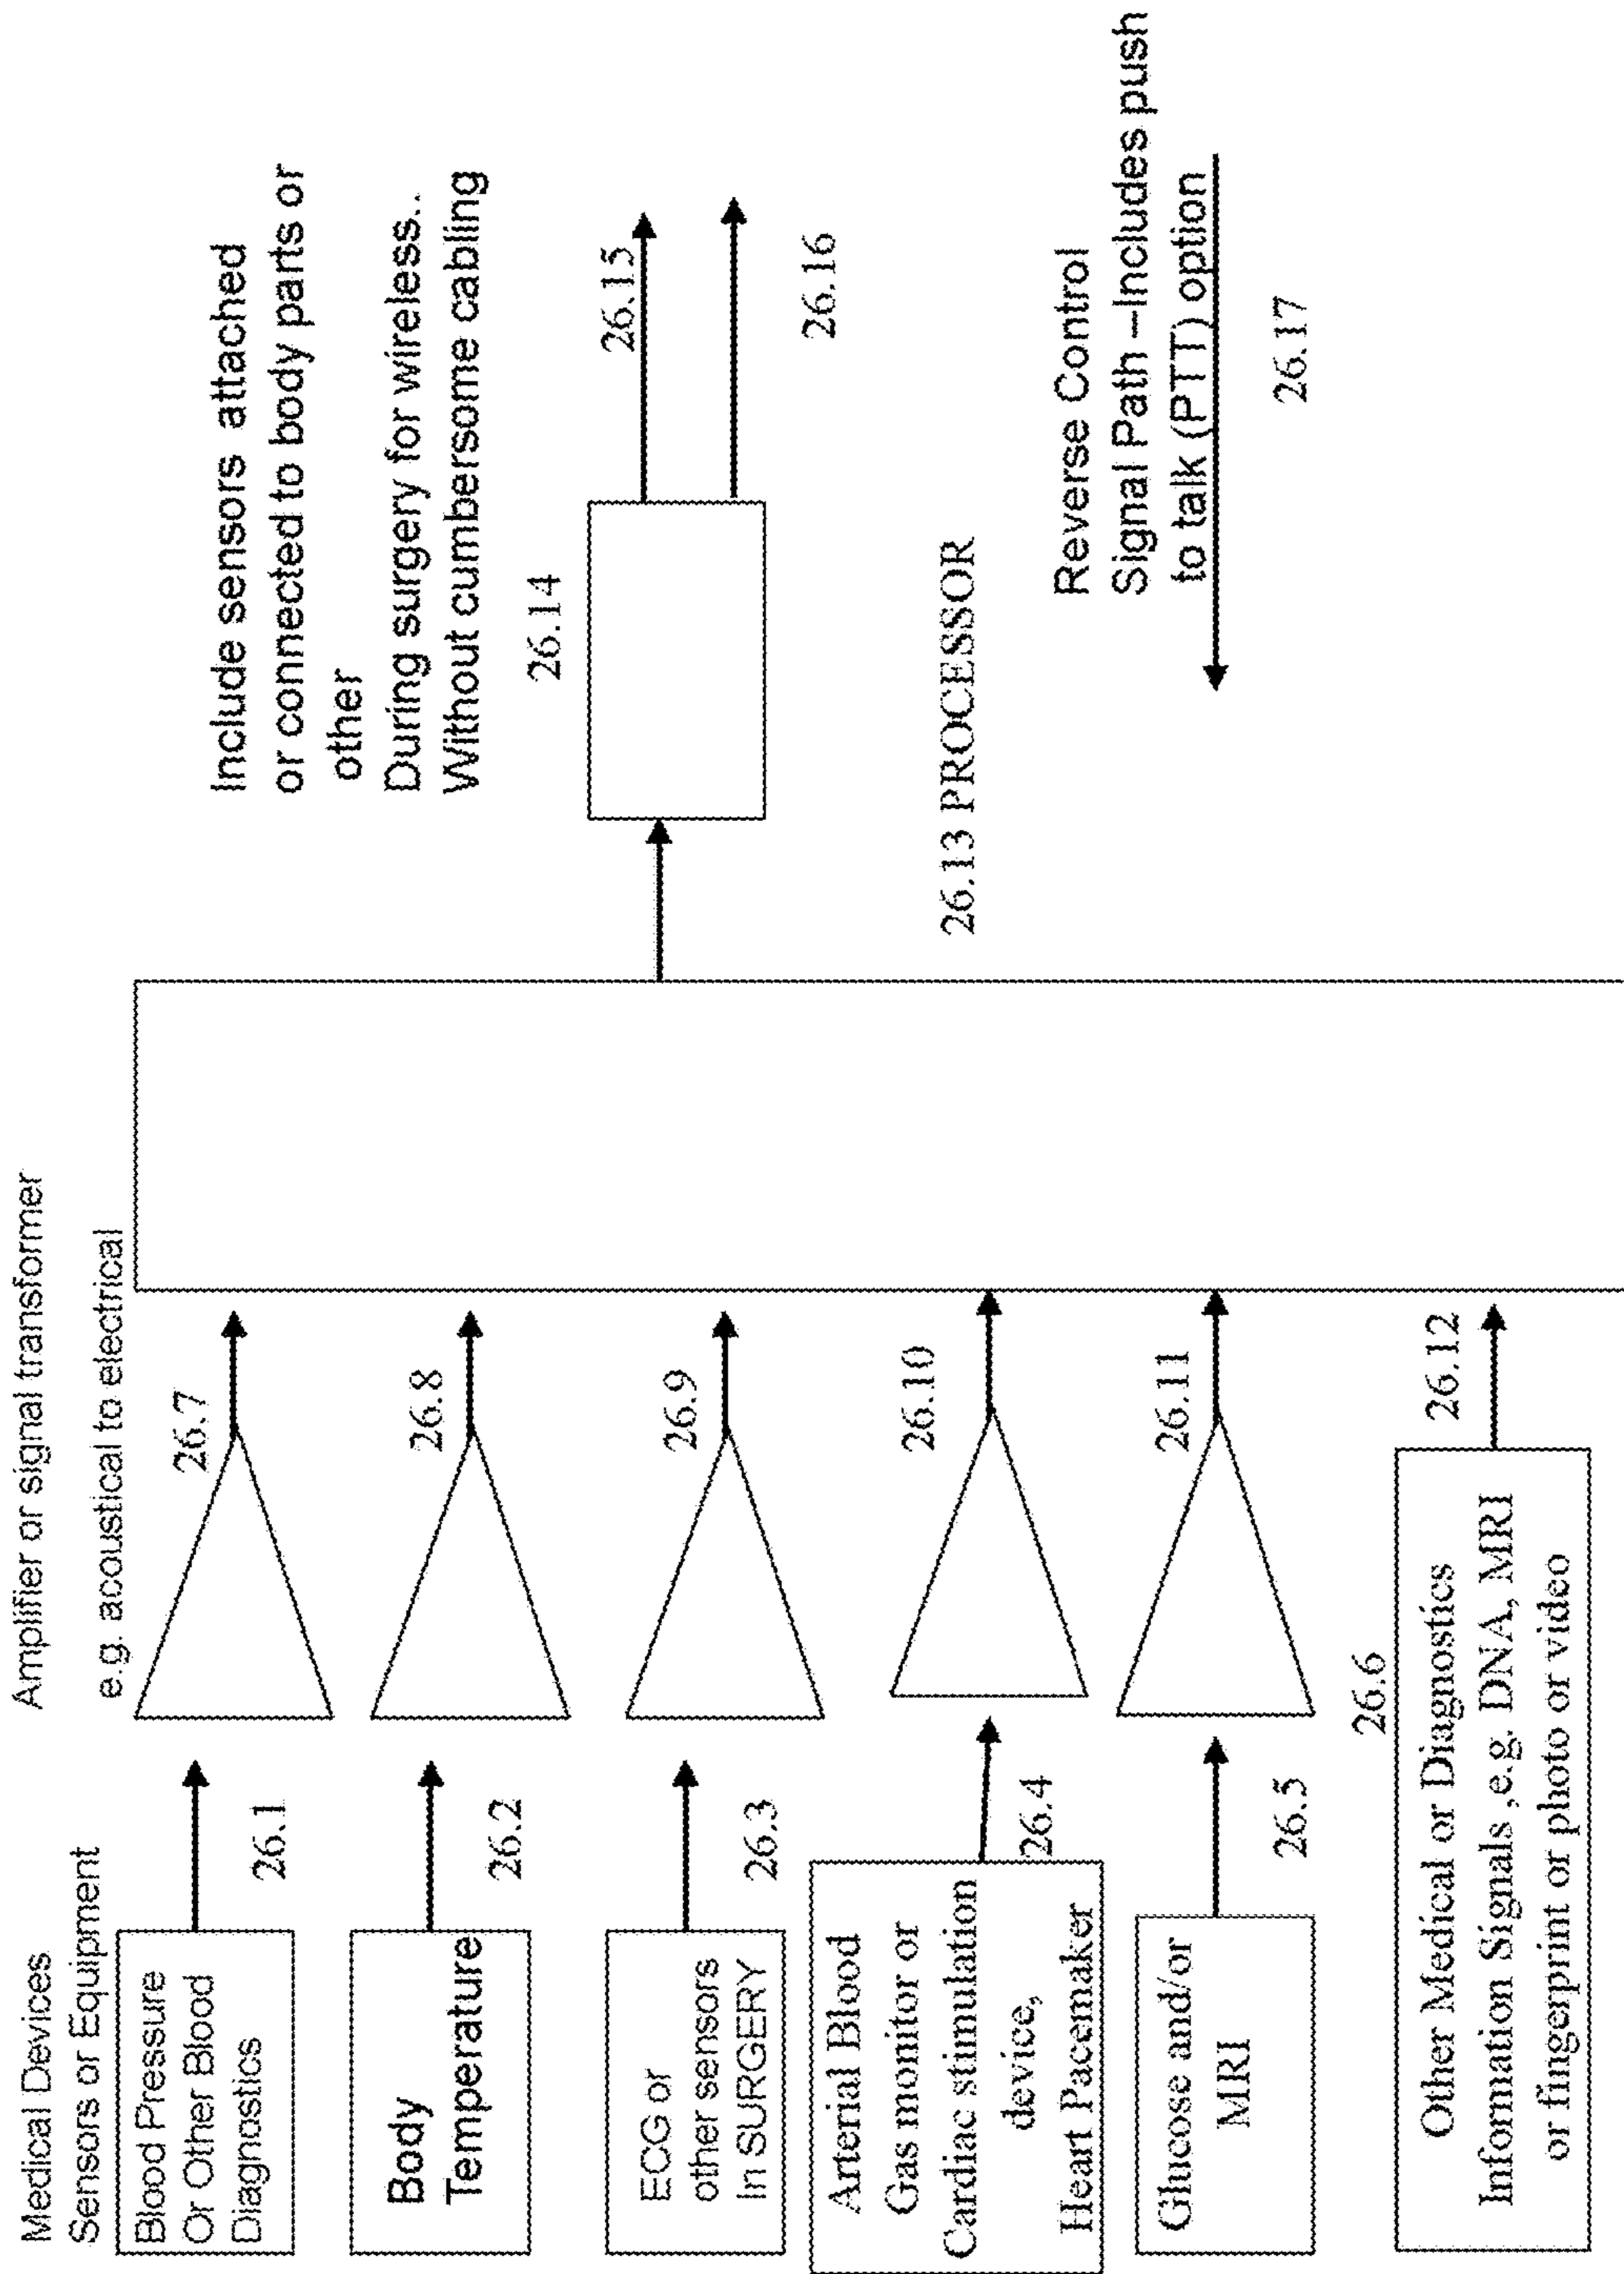 Medical Devices
Sensors or Equipment
Amplifier or signal transformer
e.g. acoustical to electrical
Blood Pressure
Or Other Blood
Diagnostics
26.1
26.7
Body
Temperature
26.2
26.8
ECG or
other sensors
In SURGERY
26.3
26.9
Arterial Blood
Gas monitor or
Cardiac stimulation
device,
Heart Pacemaker
26.4
26.10
Glucose and/or
MRI
26.5
26.11
26.6
Other Medical or Diagnostics
Information Signals ,e.g. DNA, MRI
or fingerprint or photo or video
26.12
26.13 PROCESSOR
Include sensors attached
or connected to body parts or
other
During surgery for wireless..
Without cumbersome cabling
26.14
26.15
26.16
Reverse Control
Signal Path –Includes push
to talk (PTT) option
26.17